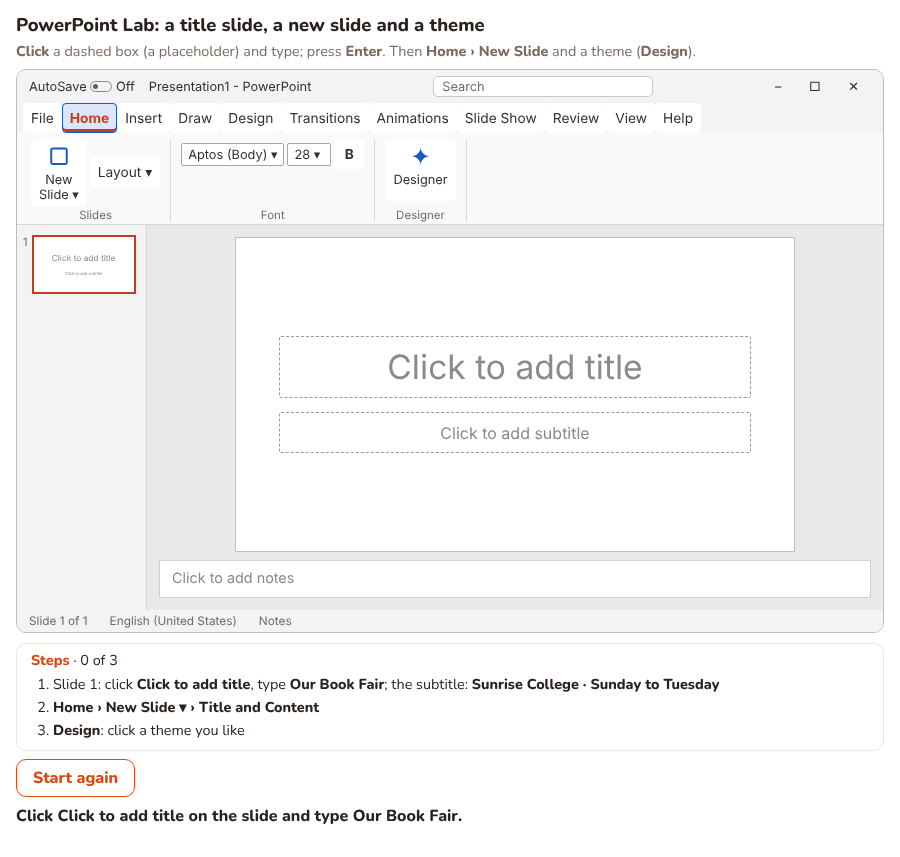 PowerPoint Lab: a title slide, a new slide and a theme
Click a dashed box (a placeholder) and type; press Enter. Then Home › New Slide and a theme (Design).
AutoSave Off Presentation1 - PowerPoint Search
File Home Insert Draw Design Transitions Animations Slide Show Review View Help
New Slide ▾
Layout ▾
Slides
Aptos (Body) ▾ 28 ▾ B
Font
Designer
Designer
1
Click to add title
Click to add subtitle
Click to add title
Click to add subtitle
Click to add notes
Slide 1 of 1 English (United States) Notes
Steps · 0 of 3
1. Slide 1: click Click to add title, type Our Book Fair; the subtitle: Sunrise College · Sunday to Tuesday
2. Home › New Slide ▾ › Title and Content
3. Design: click a theme you like
Start again
Click Click to add title on the slide and type Our Book Fair.